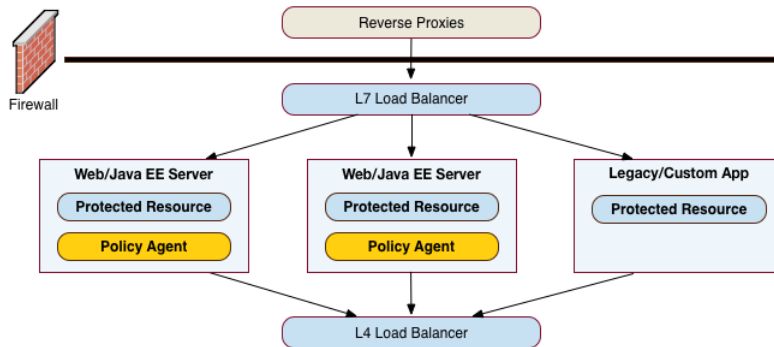 Reverse Proxies
Firewall
L7 Load Balancer
Web/Java EE Server
Web/Java EE Server
Legacy/Custom App
Protected Resource
Protected Resource
Protected Resource
Policy Agent
Policy Agent
L4 Load Balancer